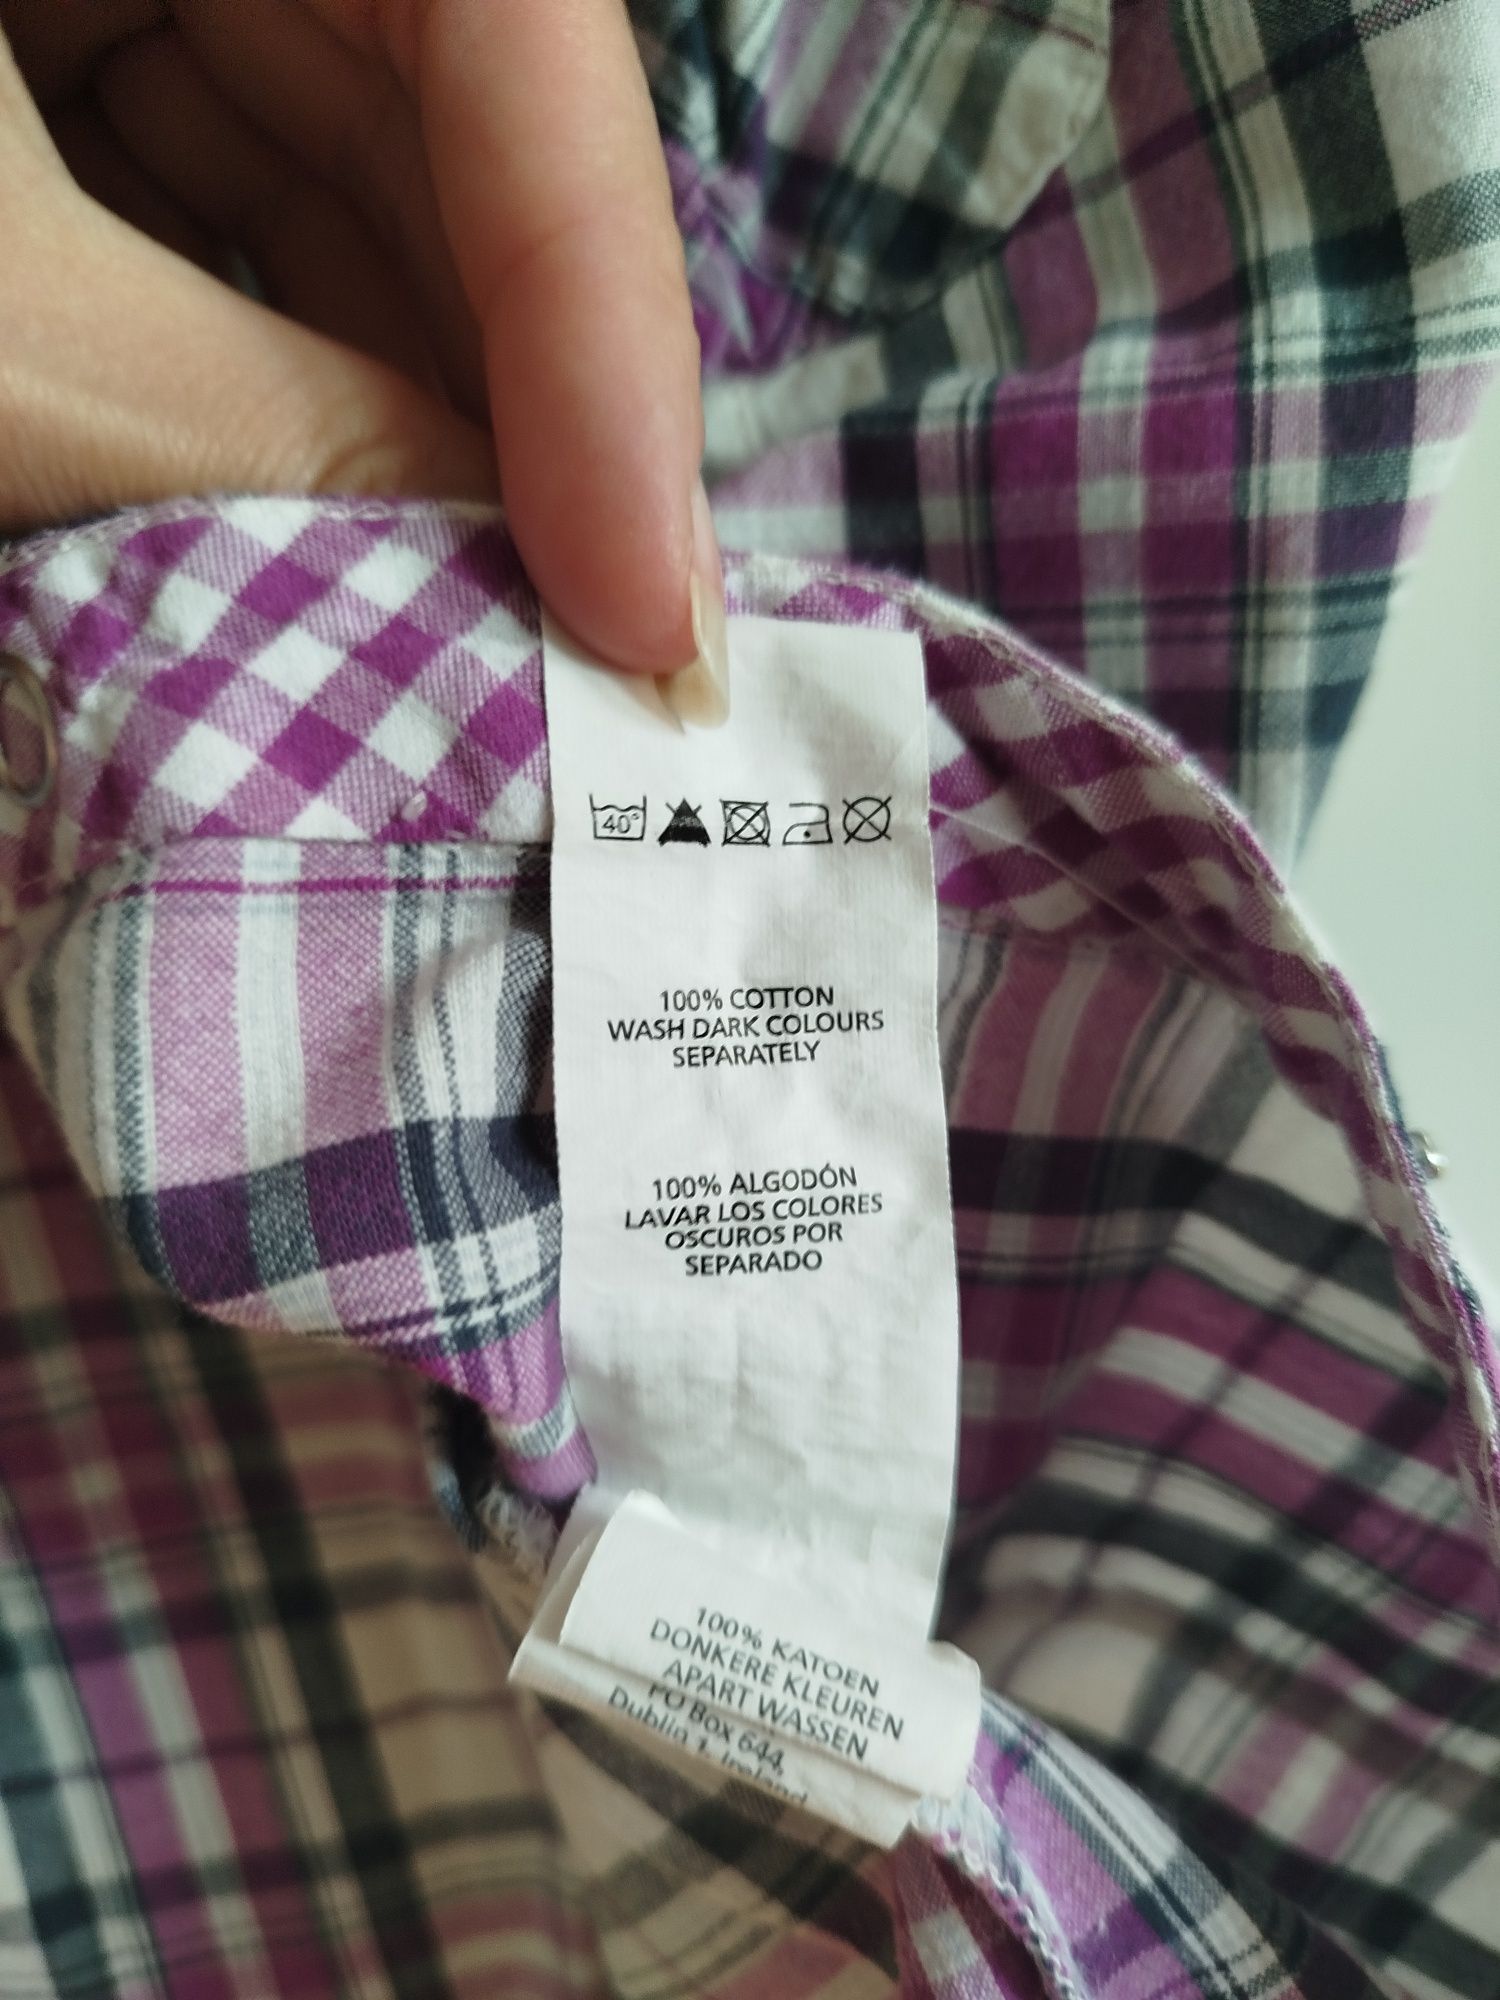 40°
100% COTTON
WASH DARK COLOURS
SEPARATELY
100% ALGODÓN
LAVAR LOS COLORES
OSCUROS POR
SEPARADO
100% KATOEN
DONKERE KLEUREN
APART WASSEN
PO Box 644,
Dublin 1, Ireland